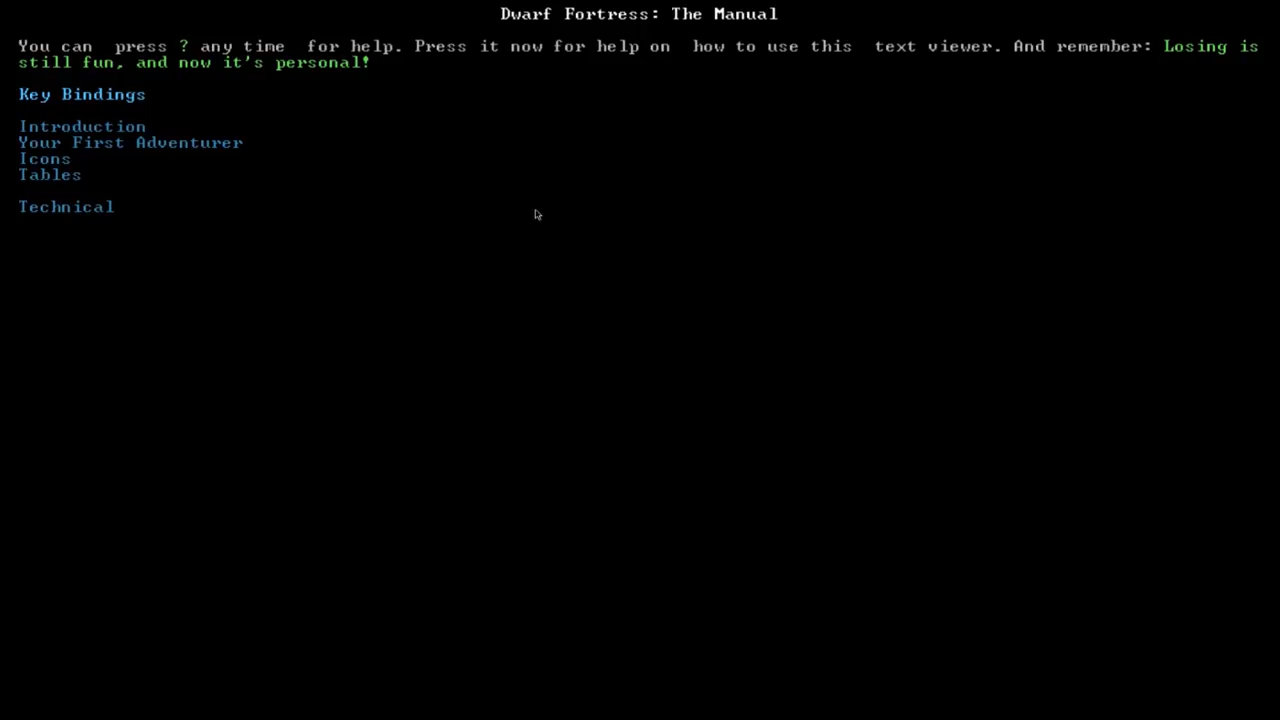 Dwarf Fortress: The Manual
You can press ? any time for help. Press it now for help on how to use this text viewer. And remember: Losing is
still fun, and now it's personal!
Key Bindings
Introduction
Your First Adventurer
Icons
Tables
Technical